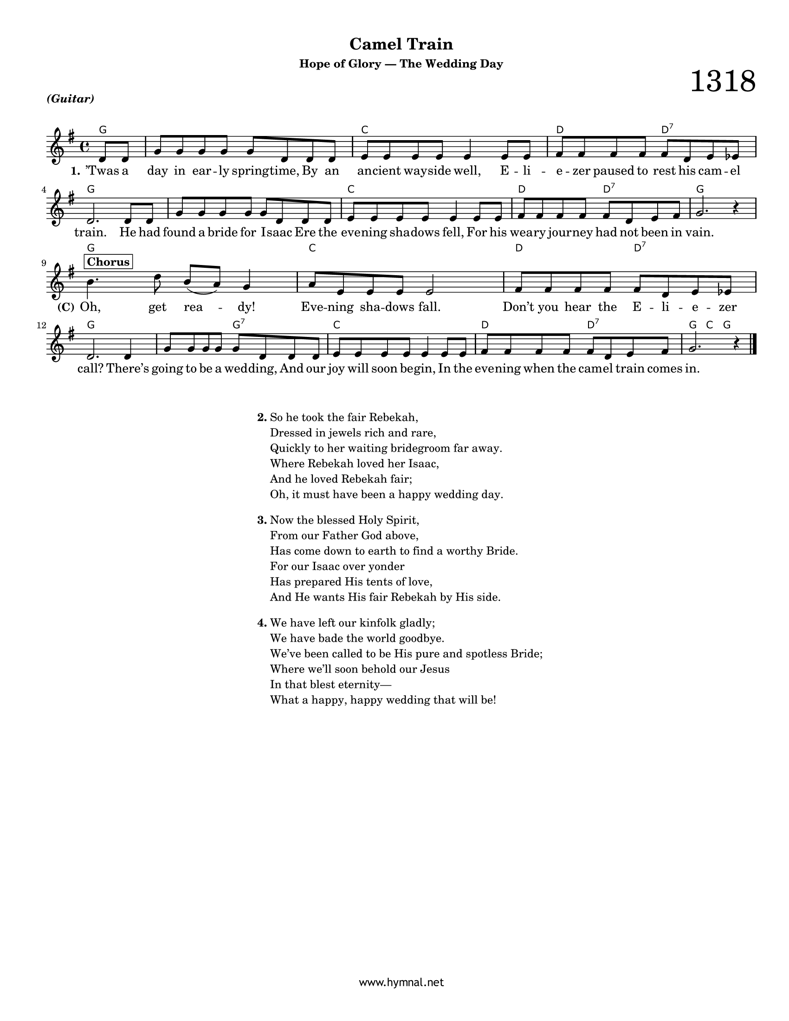 Camel Train
Hope of Glory — The Wedding Day
1318
(Guitar)
G C D D7
1. 'Twas a day in ear-ly springtime, By an ancient wayside well, E - li - e - zer paused to rest his cam-el
4 G C D D7 G
train. He had found a bride for Isaac Ere the evening shadows fell, For his weary journey had not been in vain.
G C D D7
9 Chorus
(C) Oh, get rea - dy! Eve-ning sha-dows fall. Don't you hear the E - li - e - zer
12 G G7 C D D7 G C G
call? There's going to be a wedding, And our joy will soon begin, In the evening when the camel train comes in.
2. So he took the fair Rebekah,
Dressed in jewels rich and rare,
Quickly to her waiting bridegroom far away.
Where Rebekah loved her Isaac,
And he loved Rebekah fair;
Oh, it must have been a happy wedding day.
3. Now the blessed Holy Spirit,
From our Father God above,
Has come down to earth to find a worthy Bride.
For our Isaac over yonder
Has prepared His tents of love,
And He wants His fair Rebekah by His side.
4. We have left our kinfolk gladly;
We have bade the world goodbye.
We've been called to be His pure and spotless Bride;
Where we'll soon behold our Jesus
In that blest eternity—
What a happy, happy wedding that will be!
www.hymnal.net